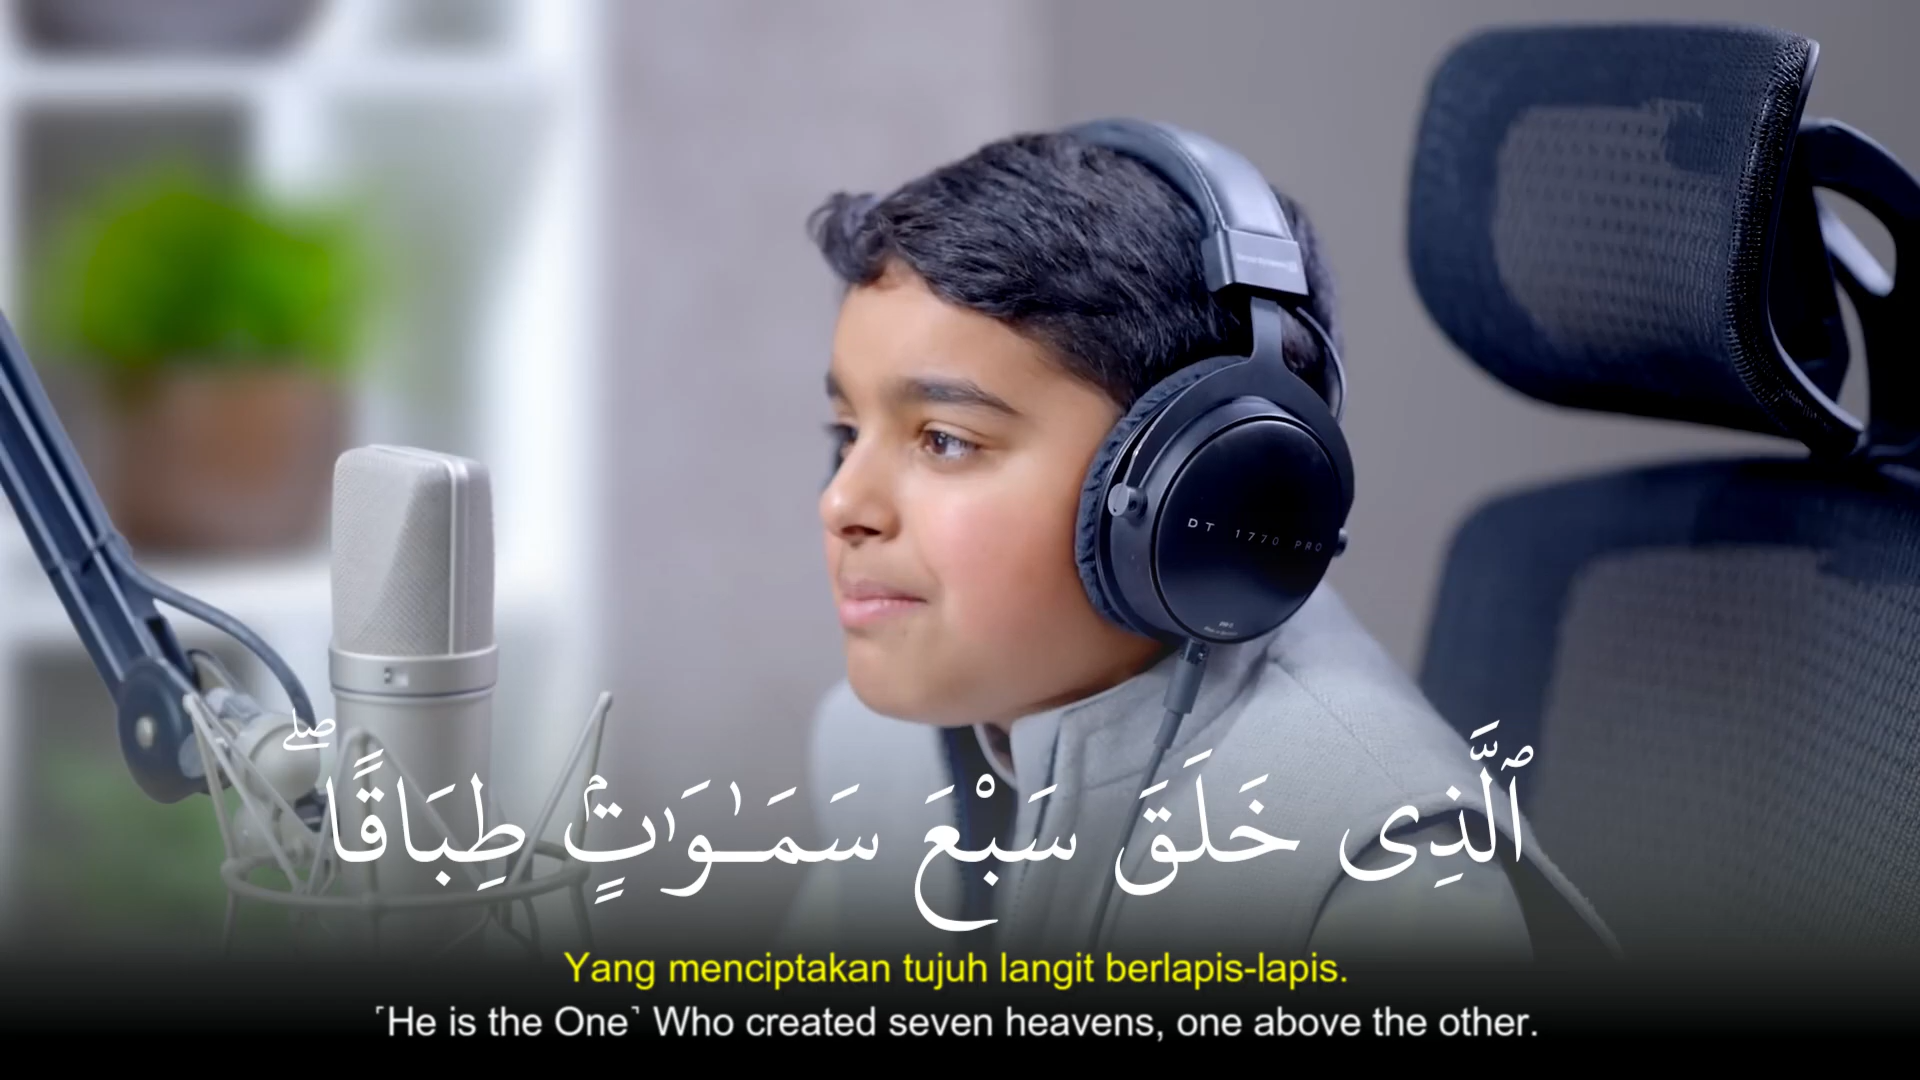 DT 1770 PRO
ٱلَّذِى خَلَقَ سَبْعَ سَمَـٰوَٰتٍۢ طِبَاقًا ۖ
Yang menciptakan tujuh langit berlapis-lapis.
˹He is the One˺ Who created seven heavens, one above the other.